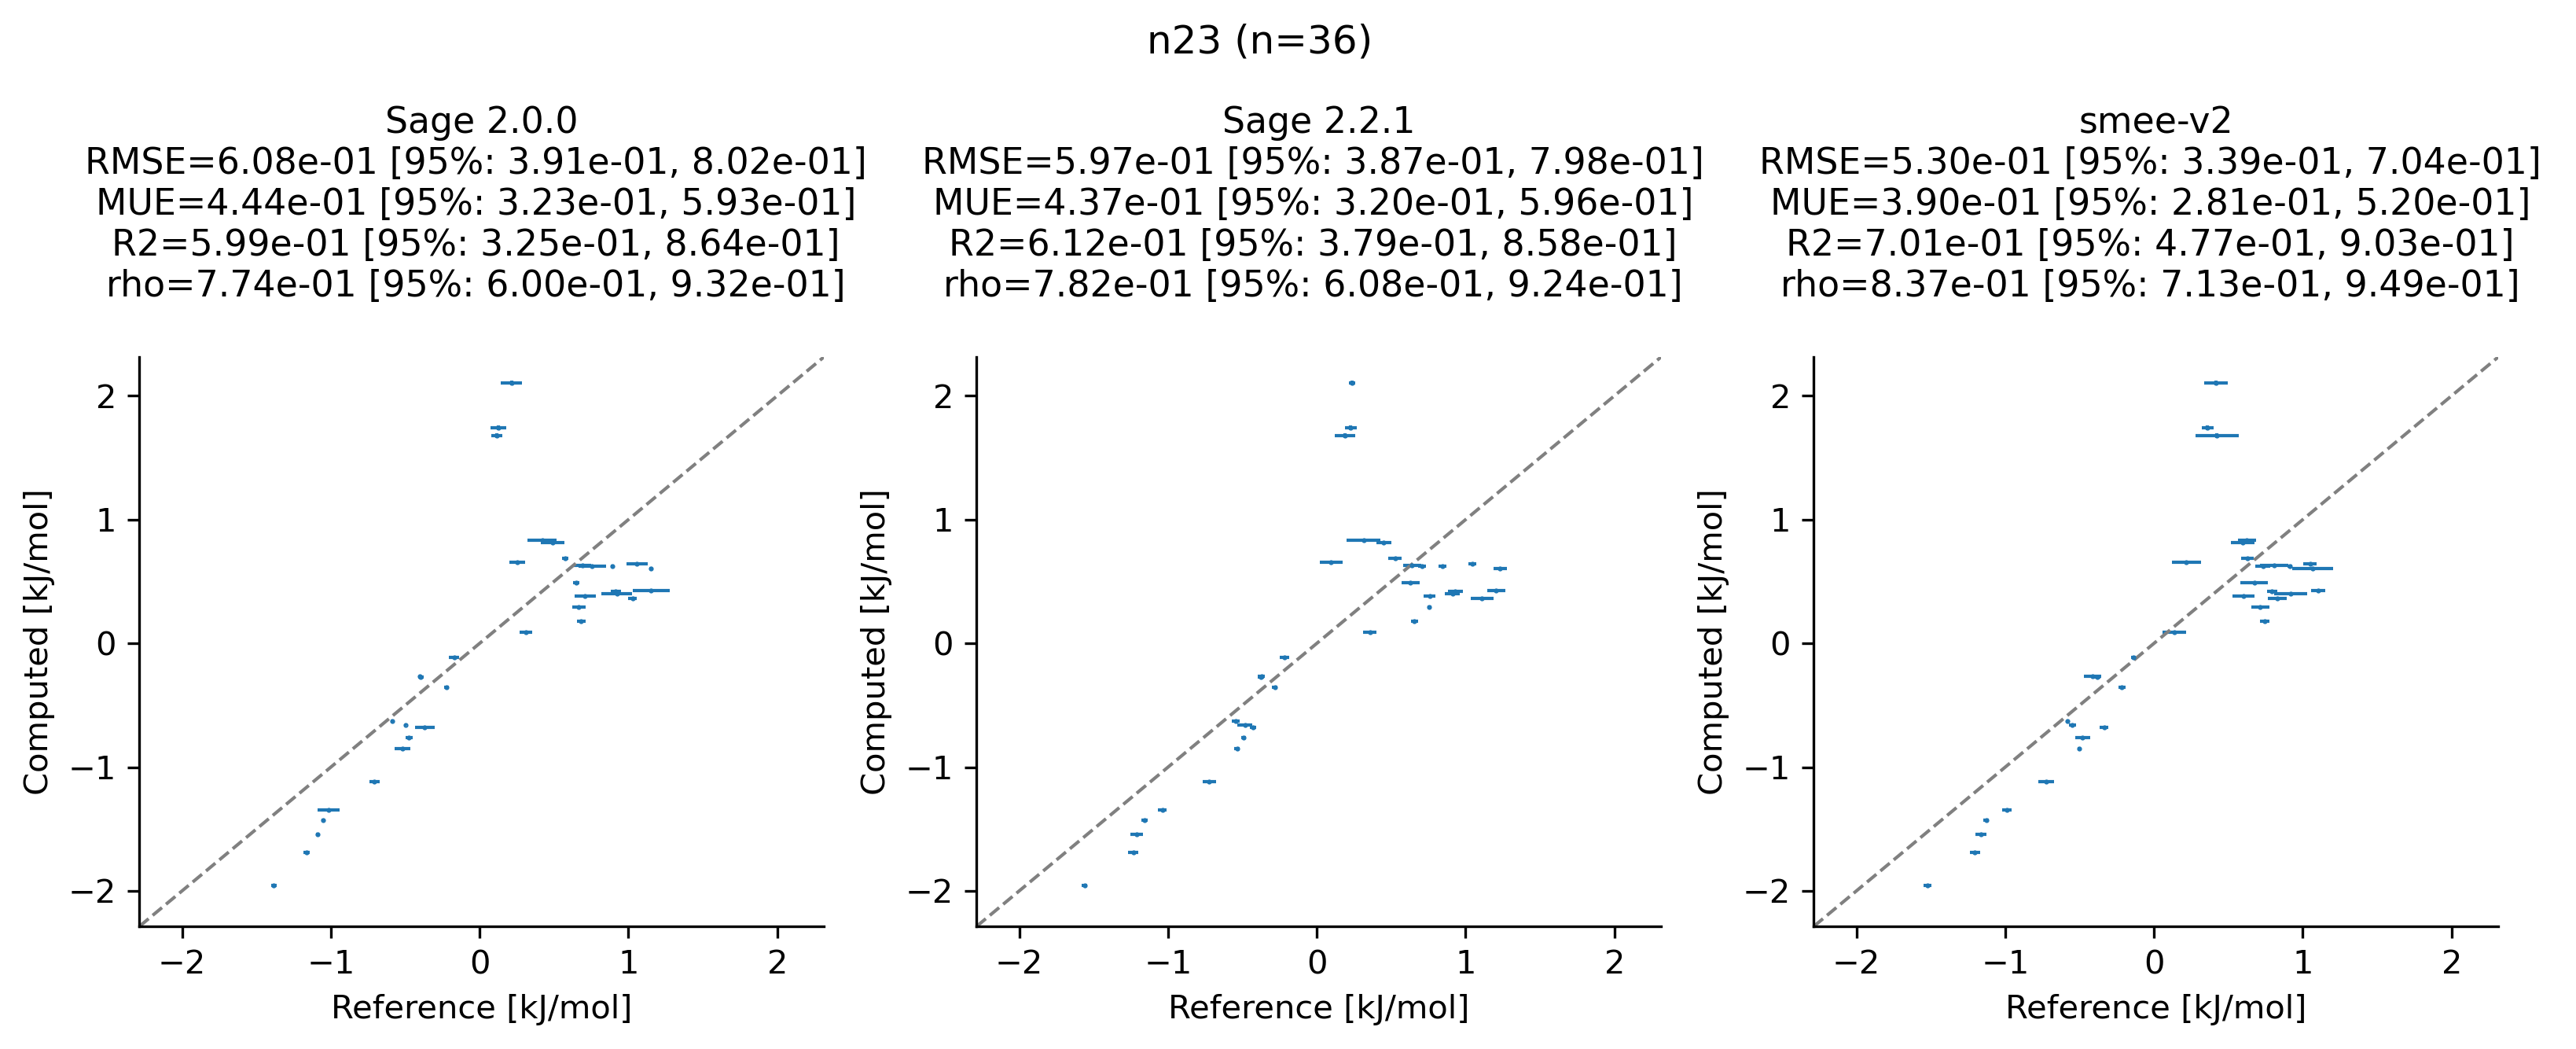 n23 (n=36)
Sage 2.0.0
RMSE=6.08e-01 [95%: 3.91e-01, 8.02e-01]
MUE=4.44e-01 [95%: 3.23e-01, 5.93e-01]
R2=5.99e-01 [95%: 3.25e-01, 8.64e-01]
rho=7.74e-01 [95%: 6.00e-01, 9.32e-01]
2
1
0
−1
−2
Computed [kJ/mol]
−2 −1 0 1 2
Reference [kJ/mol]
Sage 2.2.1
RMSE=5.97e-01 [95%: 3.87e-01, 7.98e-01]
MUE=4.37e-01 [95%: 3.20e-01, 5.96e-01]
R2=6.12e-01 [95%: 3.79e-01, 8.58e-01]
rho=7.82e-01 [95%: 6.08e-01, 9.24e-01]
2
1
0
−1
−2
Computed [kJ/mol]
−2 −1 0 1 2
Reference [kJ/mol]
smee-v2
RMSE=5.30e-01 [95%: 3.39e-01, 7.04e-01]
MUE=3.90e-01 [95%: 2.81e-01, 5.20e-01]
R2=7.01e-01 [95%: 4.77e-01, 9.03e-01]
rho=8.37e-01 [95%: 7.13e-01, 9.49e-01]
2
1
0
−1
−2
Computed [kJ/mol]
−2 −1 0 1 2
Reference [kJ/mol]